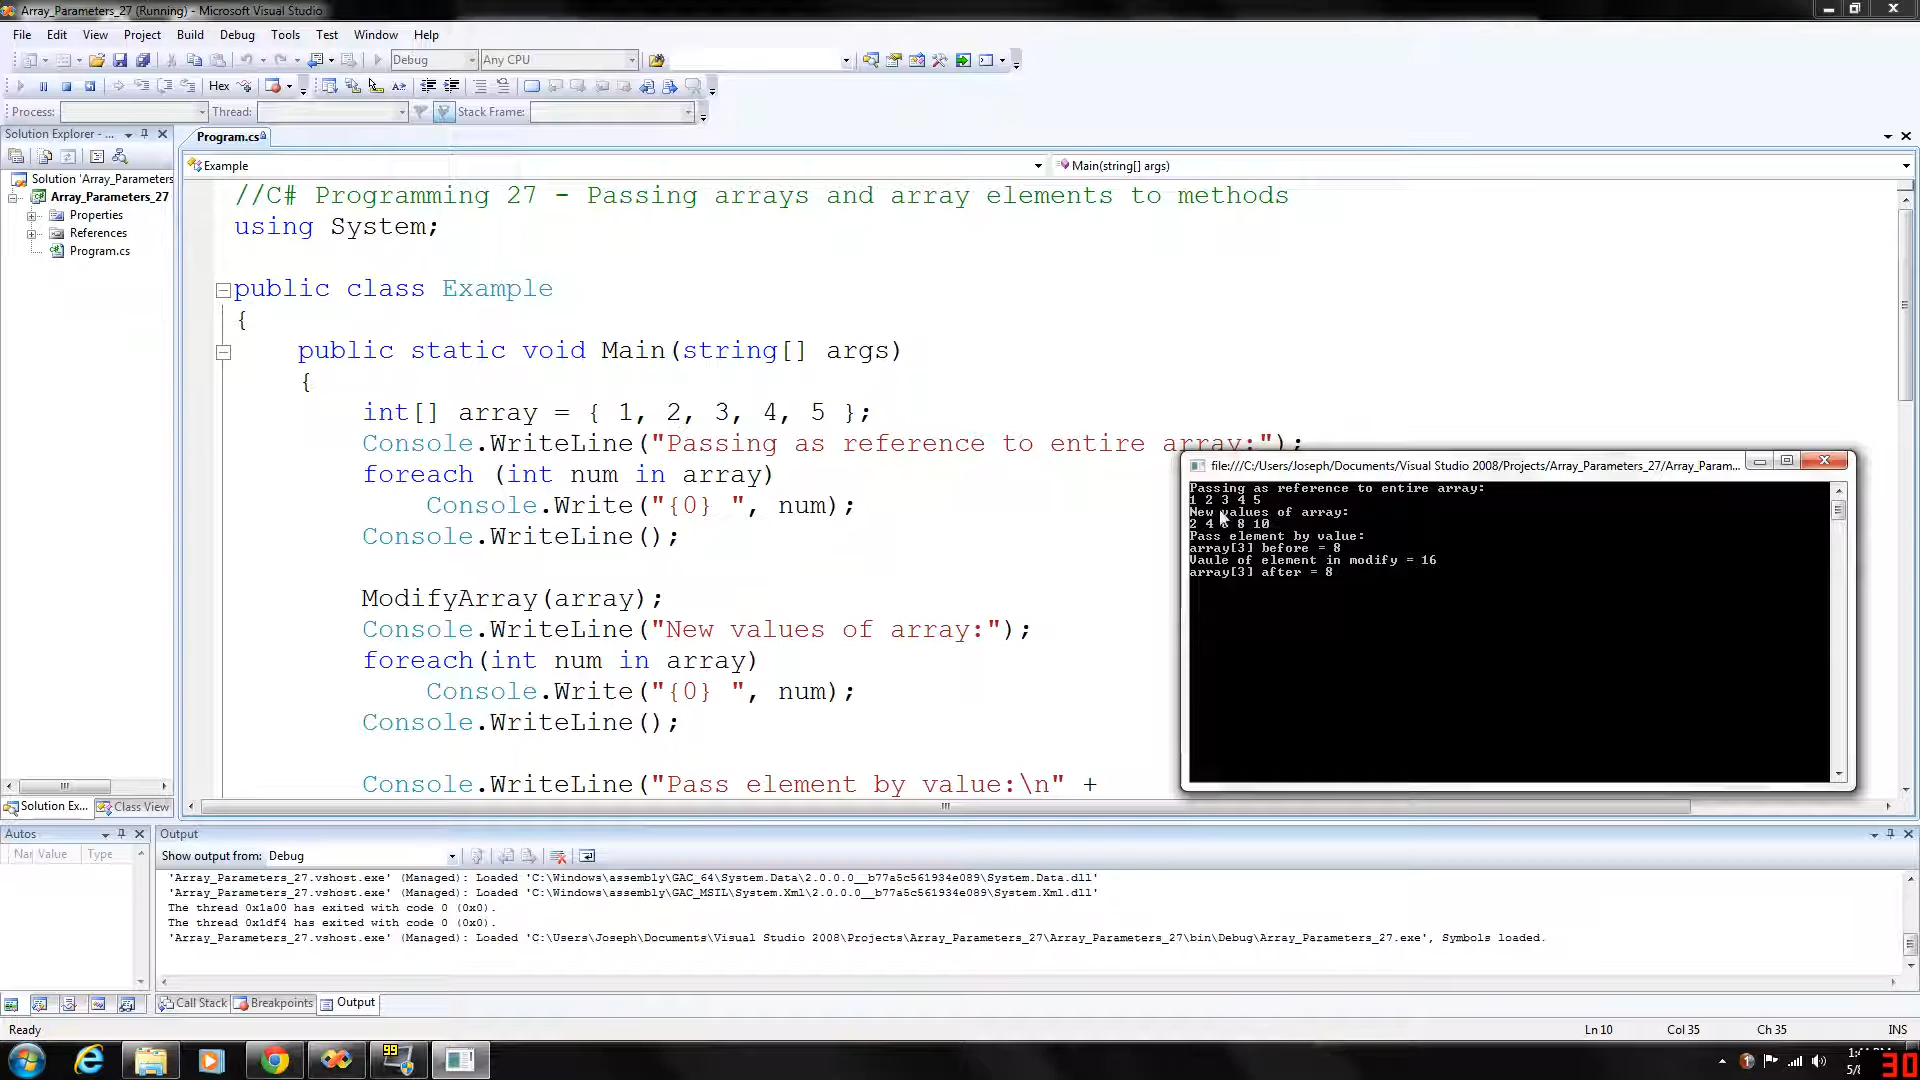 Array_Parameters_27 (Running) - Microsoft Visual Studio
File Edit View Project Build Debug Tools Test Window Help
Debug Any CPU
Hex
Process: Thread: Stack Frame:
Solution Explorer - ...
Solution 'Array_Parameters
Array_Parameters_27
Properties
References
Program.cs
Solution Ex... Class View
Program.cs
Example Main(string[] args)
//C# Programming 27 - Passing arrays and array elements to methods
using System;
public class Example
{
public static void Main(string[] args)
{
int[] array = { 1, 2, 3, 4, 5 };
Console.WriteLine("Passing as reference to entire array:");
foreach (int num in array)
Console.Write("{0} ", num);
Console.WriteLine();
ModifyArray(array);
Console.WriteLine("New values of array:");
foreach(int num in array)
Console.Write("{0} ", num);
Console.WriteLine();
Console.WriteLine("Pass element by value:\n" +
file:///C:/Users/Joseph/Documents/Visual Studio 2008/Projects/Array_Parameters_27/Array_Param...
Passing as reference to entire array:
1 2 3 4 5
New values of array:
2 4 6 8 10
Pass element by value:
array[3] before = 8
Vaule of element in modify = 16
array[3] after = 8
Autos
Value Type
Output
Show output from: Debug
'Array_Parameters_27.vshost.exe' (Managed): Loaded 'C:\Windows\assembly\GAC_64\System.Data\2.0.0.0__b77a5c561934e089\System.Data.dll'
'Array_Parameters_27.vshost.exe' (Managed): Loaded 'C:\Windows\assembly\GAC_MSIL\System.Xml\2.0.0.0__b77a5c561934e089\System.Xml.dll'
The thread 0x1a00 has exited with code 0 (0x0).
The thread 0x1df4 has exited with code 0 (0x0).
'Array_Parameters_27.vshost.exe' (Managed): Loaded 'C:\Users\Joseph\Documents\Visual Studio 2008\Projects\Array_Parameters_27\Array_Parameters_27\bin\Debug\Array_Parameters_27.exe', Symbols loaded.
Call Stack Breakpoints Output
Ready Ln 10 Col 35 Ch 35 INS
99
30